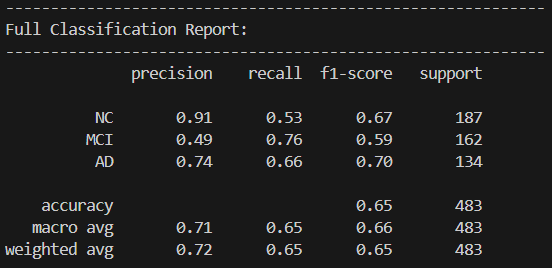 ------------------------------------------------------------
Full Classification Report:
------------------------------------------------------------
              precision    recall  f1-score   support

          NC       0.91      0.53      0.67       187
         MCI       0.49      0.76      0.59       162
          AD       0.74      0.66      0.70       134

    accuracy                           0.65       483
   macro avg       0.71      0.65      0.66       483
weighted avg       0.72      0.65      0.65       483